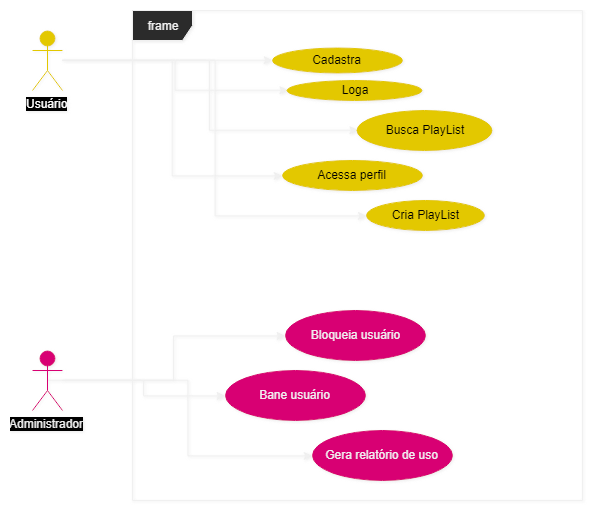 frame
Cadastra
Loga
Usuário
Busca PlayList
Acessa perfil
Cria PlayList
Bloqueia usuário
Bane usuário
Administrador
Gera relatório de uso